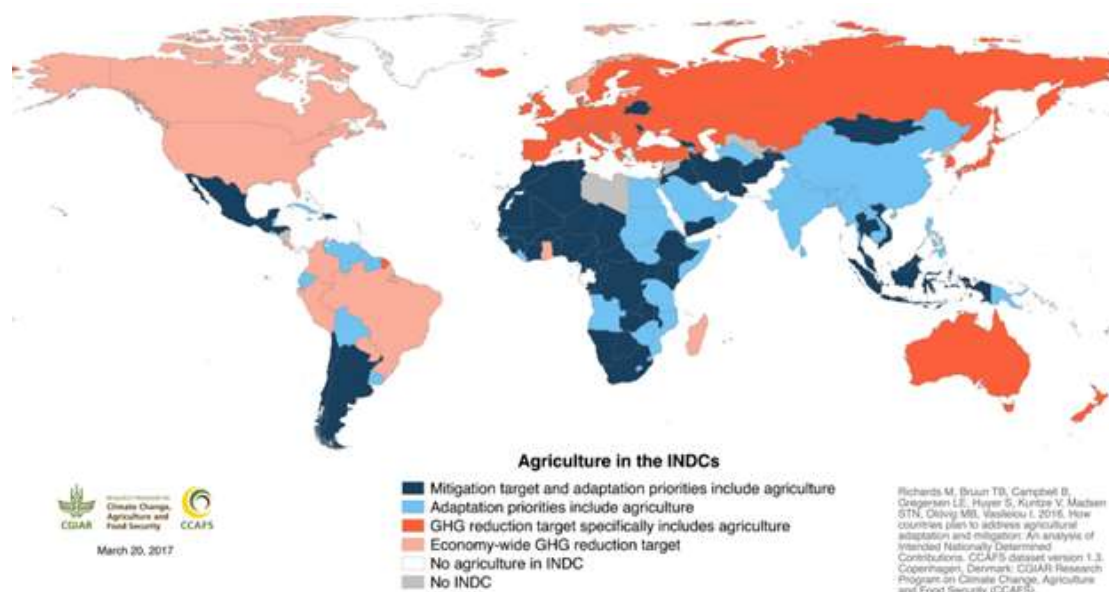 Agriculture in the INDCs
Mitigation target and adaptation priorities include agriculture
Adaptation priorities include agriculture
GHG reduction target specifically includes agriculture
Economy-wide GHG reduction target
No agriculture in INDC
No INDC
CGIAR
RESEARCH PROGRAM ON
Climate Change,
Agriculture and
Food Security
CCAFS
March 20, 2017
Richards M, Bruun TB, Campbell B,
Gregersen LE, Huyer S, Kuntze V, Madsen
STN, Oldvig MB, Vasileiou I. 2016. How
countries plan to address agricultural
adaptation and mitigation: An analysis of
Intended Nationally Determined
Contributions. CCAFS dataset version 1.3.
Copenhagen, Denmark: CGIAR Research
Program on Climate Change, Agriculture
and Food Security (CCAFS)